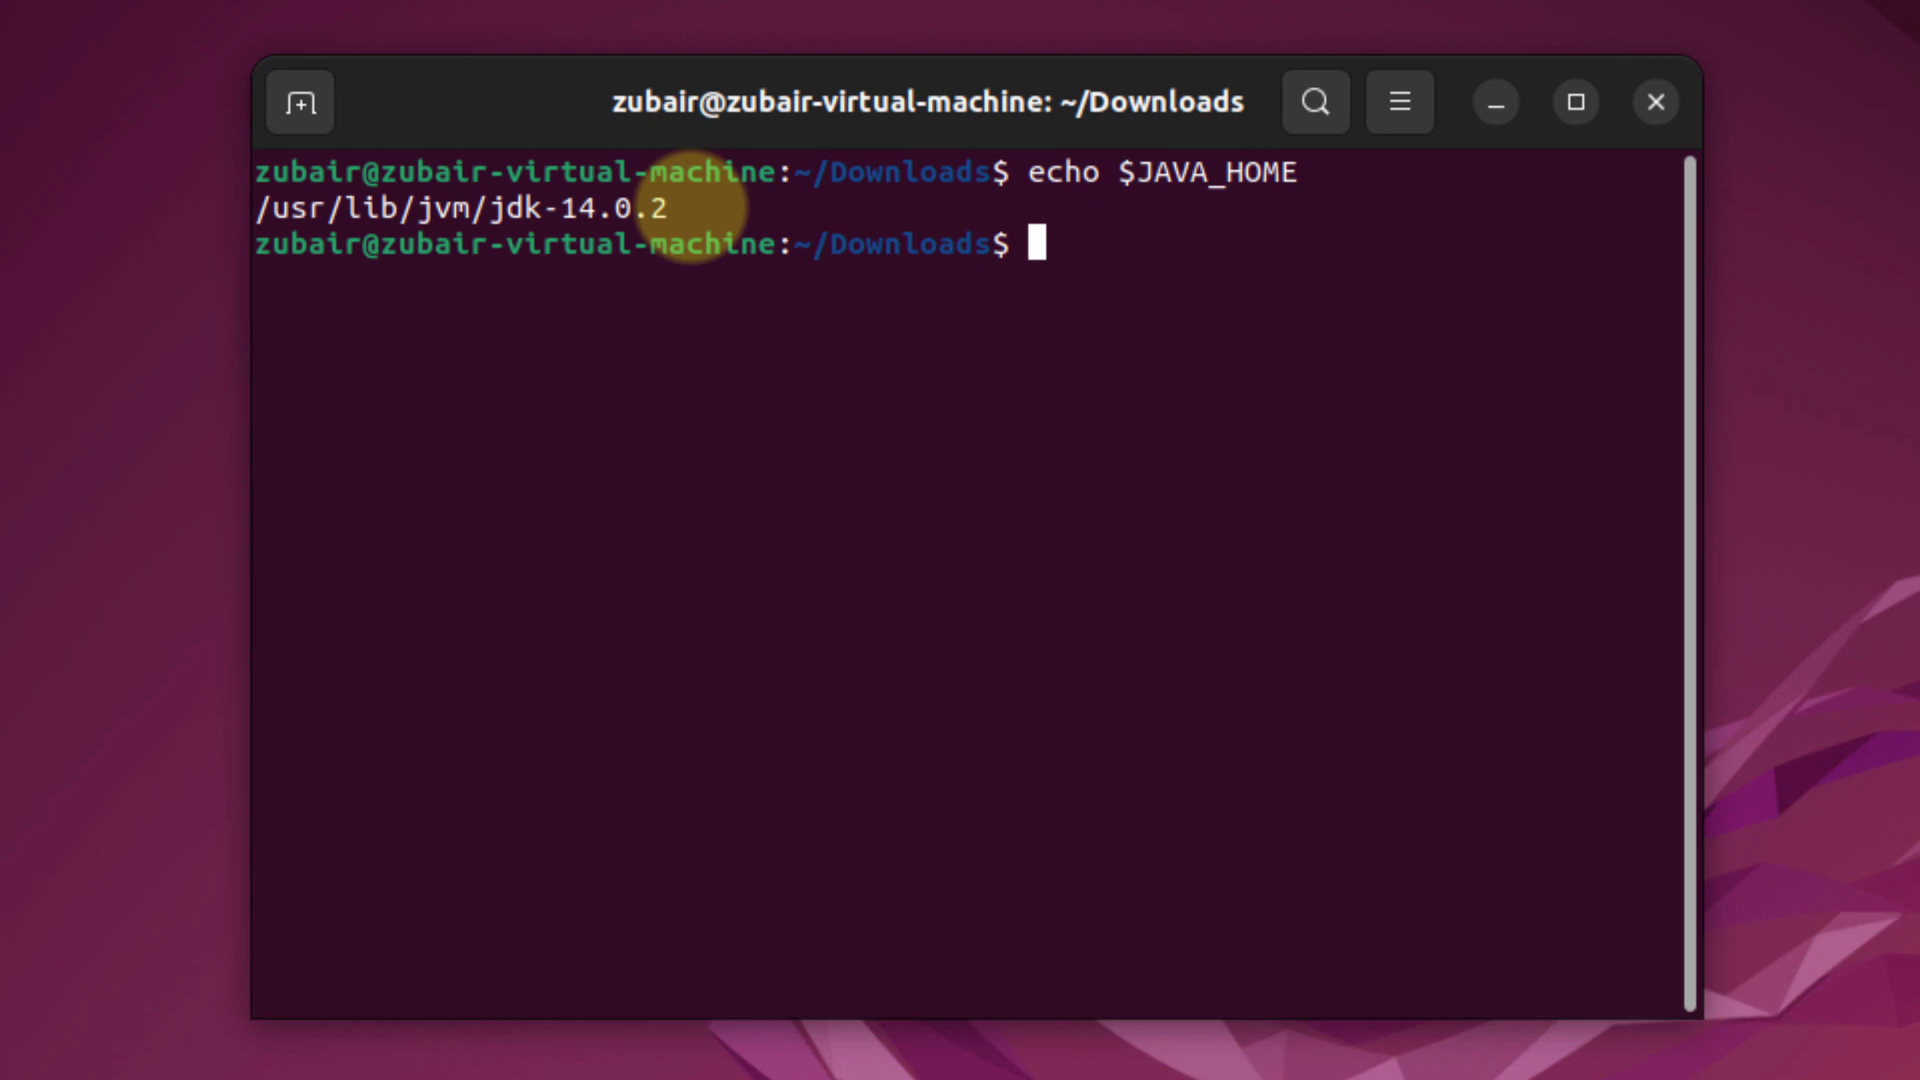 zubair@zubair-virtual-machine: ~/Downloads
zubair@zubair-virtual-machine:~/Downloads$ echo $JAVA_HOME
/usr/lib/jvm/jdk-14.0.2
zubair@zubair-virtual-machine:~/Downloads$